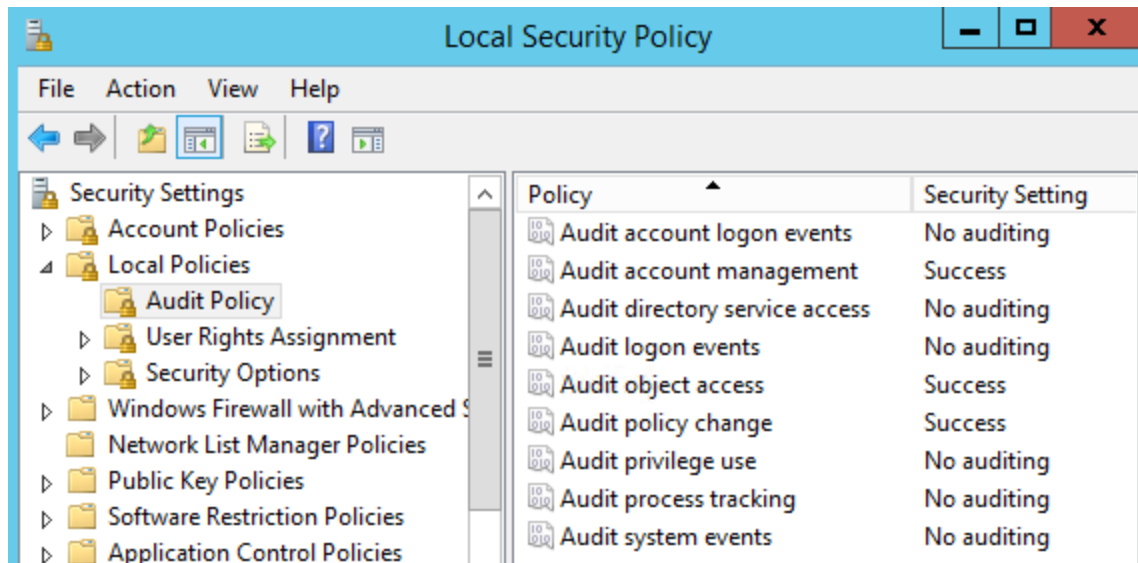 Local Security Policy
File Action View Help
Security Settings
Account Policies
Local Policies
Audit Policy
User Rights Assignment
Security Options
Windows Firewall with Advanced
Network List Manager Policies
Public Key Policies
Software Restriction Policies
Application Control Policies
Policy Security Setting
Audit account logon events No auditing
Audit account management Success
Audit directory service access No auditing
Audit logon events No auditing
Audit object access Success
Audit policy change Success
Audit privilege use No auditing
Audit process tracking No auditing
Audit system events No auditing